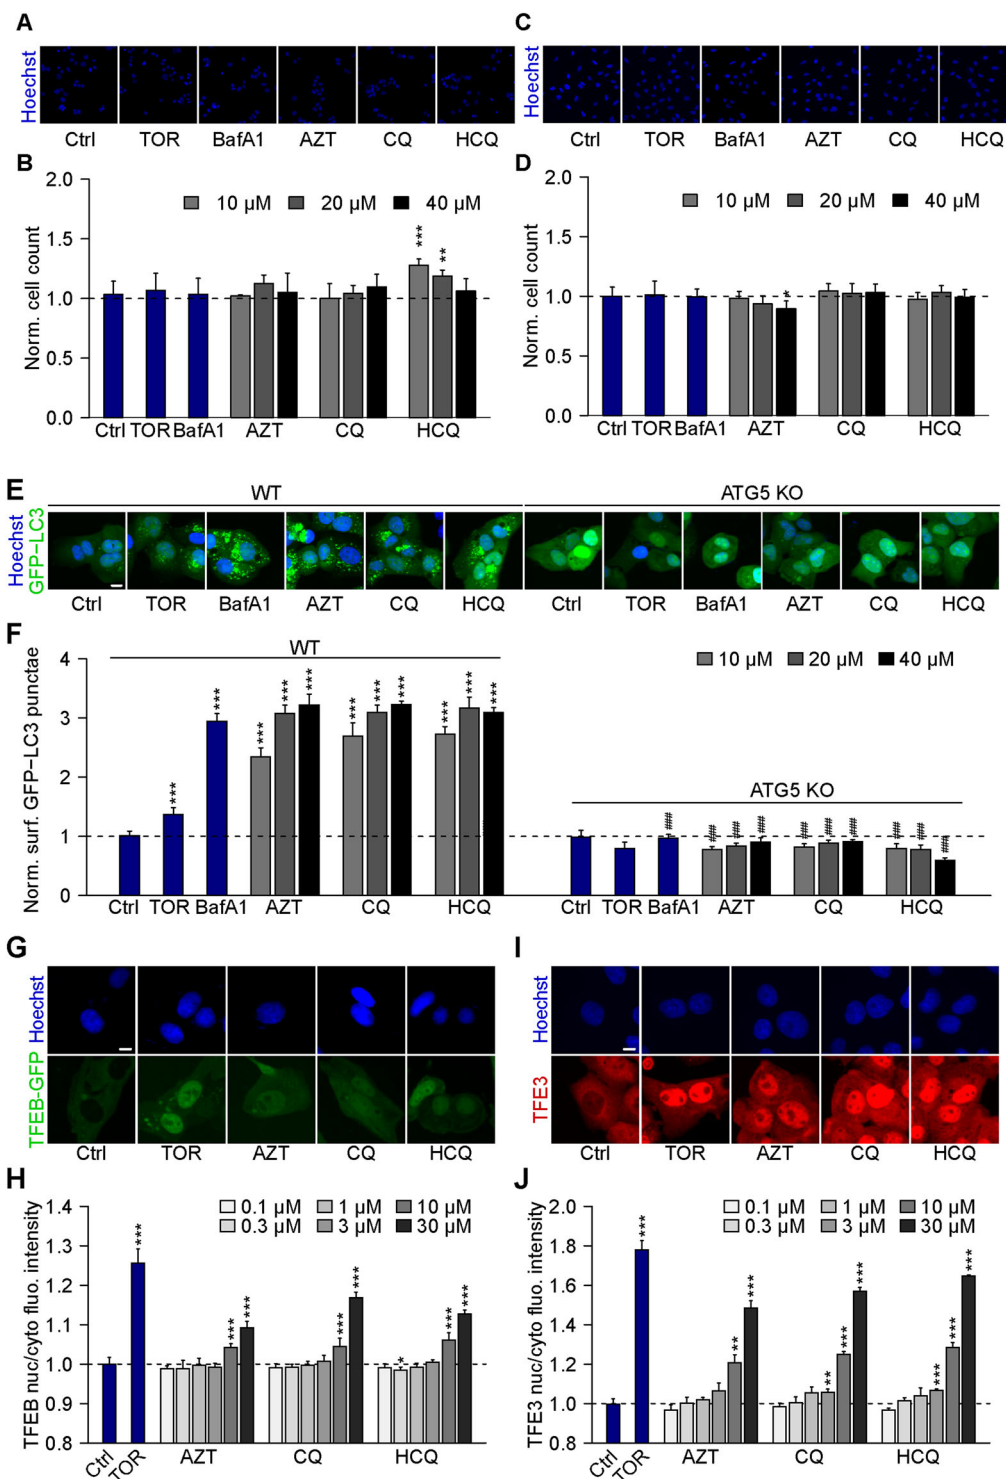 A
Hoechst
Ctrl TOR BafA1 AZT CQ HCQ
C
Hoechst
Ctrl TOR BafA1 AZT CQ HCQ
B
Norm. cell count
2.0
1.5
1.0
0.5
0.0
10 µM 20 µM 40 µM
*** **
Ctrl TOR BafA1 AZT CQ HCQ
D
Norm. cell count
2.0
1.5
1.0
0.5
0.0
10 µM 20 µM 40 µM
*
Ctrl TOR BafA1 AZT CQ HCQ
E
WT ATG5 KO
Hoechst
GFP−LC3
Ctrl TOR BafA1 AZT CQ HCQ Ctrl TOR BafA1 AZT CQ HCQ
F
Norm. surf. GFP−LC3 punctae
4
3
2
1
0
WT
10 µM 20 µM 40 µM
*** *** *** *** *** *** *** *** *** *** ***
ATG5 KO
### ### ### ### ### ### ### ### ### ###
Ctrl TOR BafA1 AZT CQ HCQ Ctrl TOR BafA1 AZT CQ HCQ
G
Hoechst
TFEB-GFP
Ctrl TOR AZT CQ HCQ
I
Hoechst
TFE3
Ctrl TOR AZT CQ HCQ
H
TFEB nuc/cyto fluo. intensity
1.4
1.3
1.2
1.1
1.0
0.9
0.8
0.1 µM 1 µM 10 µM
0.3 µM 3 µM 30 µM
*** *** *** *** *** * *** ***
Ctrl TOR AZT CQ HCQ
J
TFE3 nuc/cyto fluo. intensity
2.0
1.8
1.6
1.4
1.2
1.0
0.8
0.1 µM 1 µM 10 µM
0.3 µM 3 µM 30 µM
*** ** *** ** *** *** *** **** ***
Ctrl TOR AZT CQ HCQ